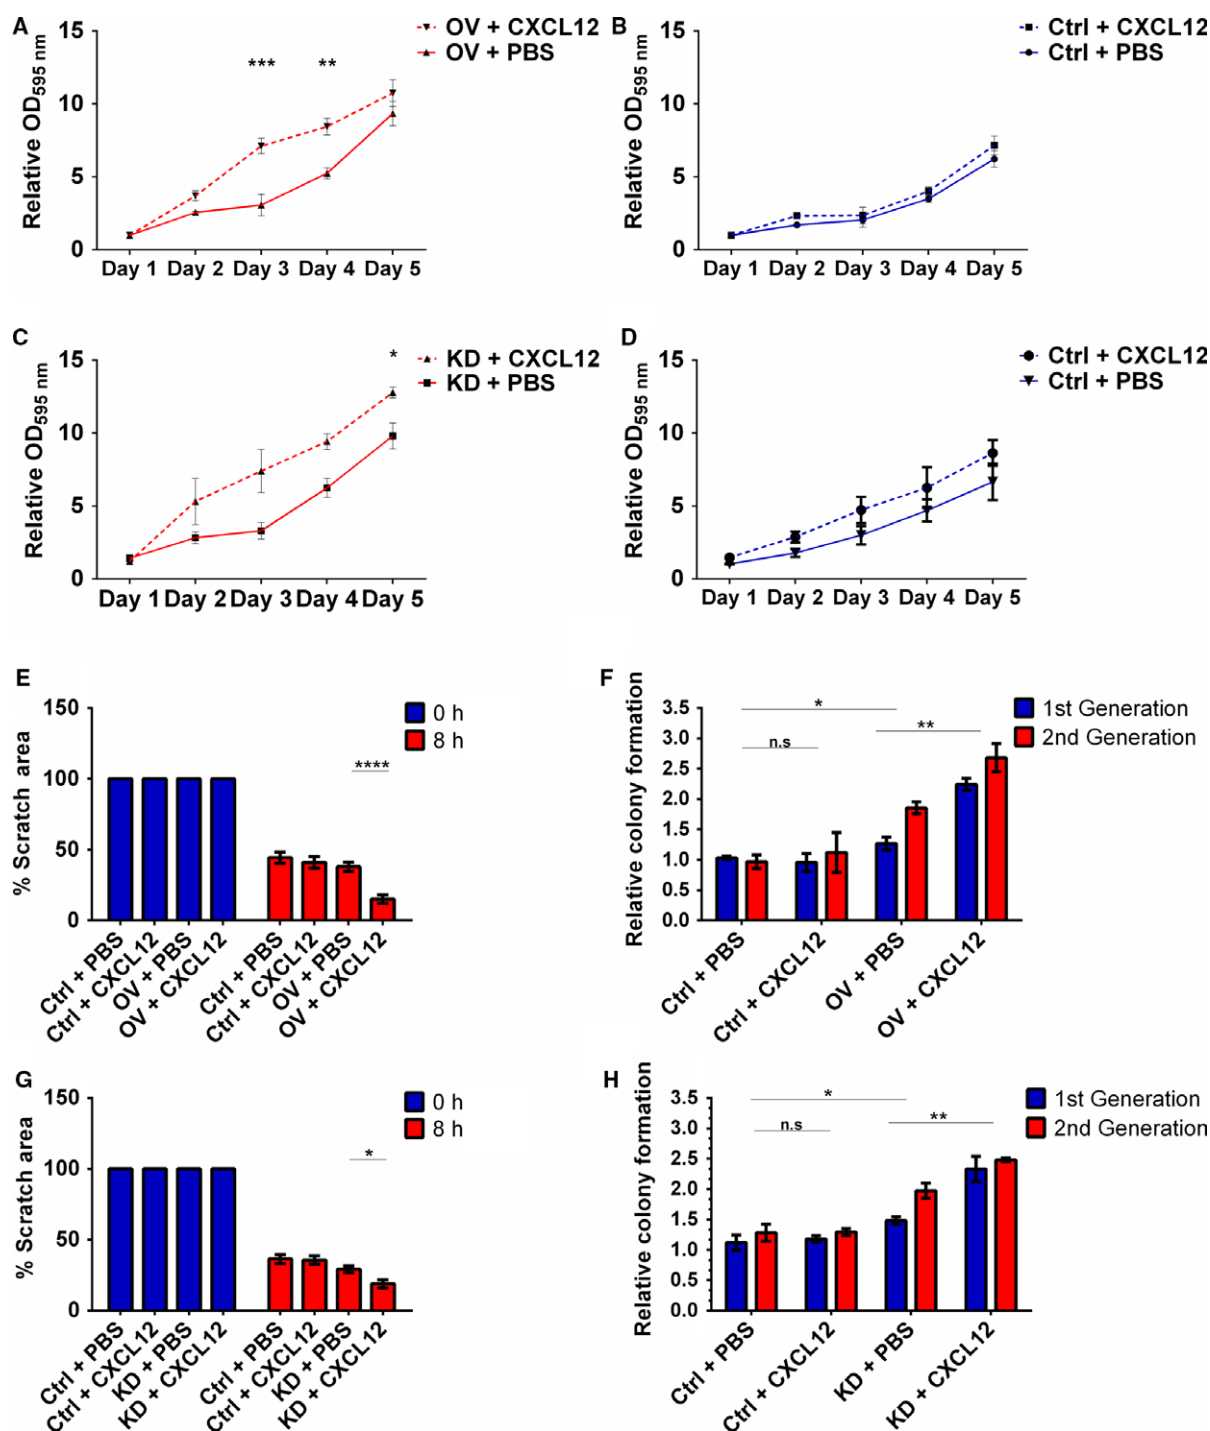 A
OV + CXCL12
OV + PBS
*** **
Relative OD595 nm
15
10
5
0
Day 1 Day 2 Day 3 Day 4 Day 5
B
Ctrl + CXCL12
Ctrl + PBS
Relative OD595 nm
15
10
5
0
Day 1 Day 2 Day 3 Day 4 Day 5
C
KD + CXCL12
KD + PBS
*
Relative OD595 nm
15
10
5
0
Day 1 Day 2 Day 3 Day 4 Day 5
D
Ctrl + CXCL12
Ctrl + PBS
Relative OD595 nm
15
10
5
0
Day 1 Day 2 Day 3 Day 4 Day 5
E
0 h
8 h
****
% Scratch area
150
100
50
0
Ctrl + PBS
Ctrl + CXCL12
OV + PBS
OV + CXCL12
Ctrl + PBS
Ctrl + CXCL12
OV + PBS
OV + CXCL12
F
1st Generation
2nd Generation
*
**
n.s
Relative colony formation
3.5
3.0
2.5
2.0
1.5
1.0
0.5
0.0
Ctrl + PBS
Ctrl + CXCL12
OV + PBS
OV + CXCL12
G
0 h
8 h
*
% Scratch area
150
100
50
0
Ctrl + PBS
Ctrl + CXCL12
KD + PBS
KD + CXCL12
Ctrl + PBS
Ctrl + CXCL12
KD + PBS
KD + CXCL12
H
1st Generation
2nd Generation
*
**
n.s
Relative colony formation
3.5
3.0
2.5
2.0
1.5
1.0
0.5
0.0
Ctrl + PBS
Ctrl + CXCL12
KD + PBS
KD + CXCL12